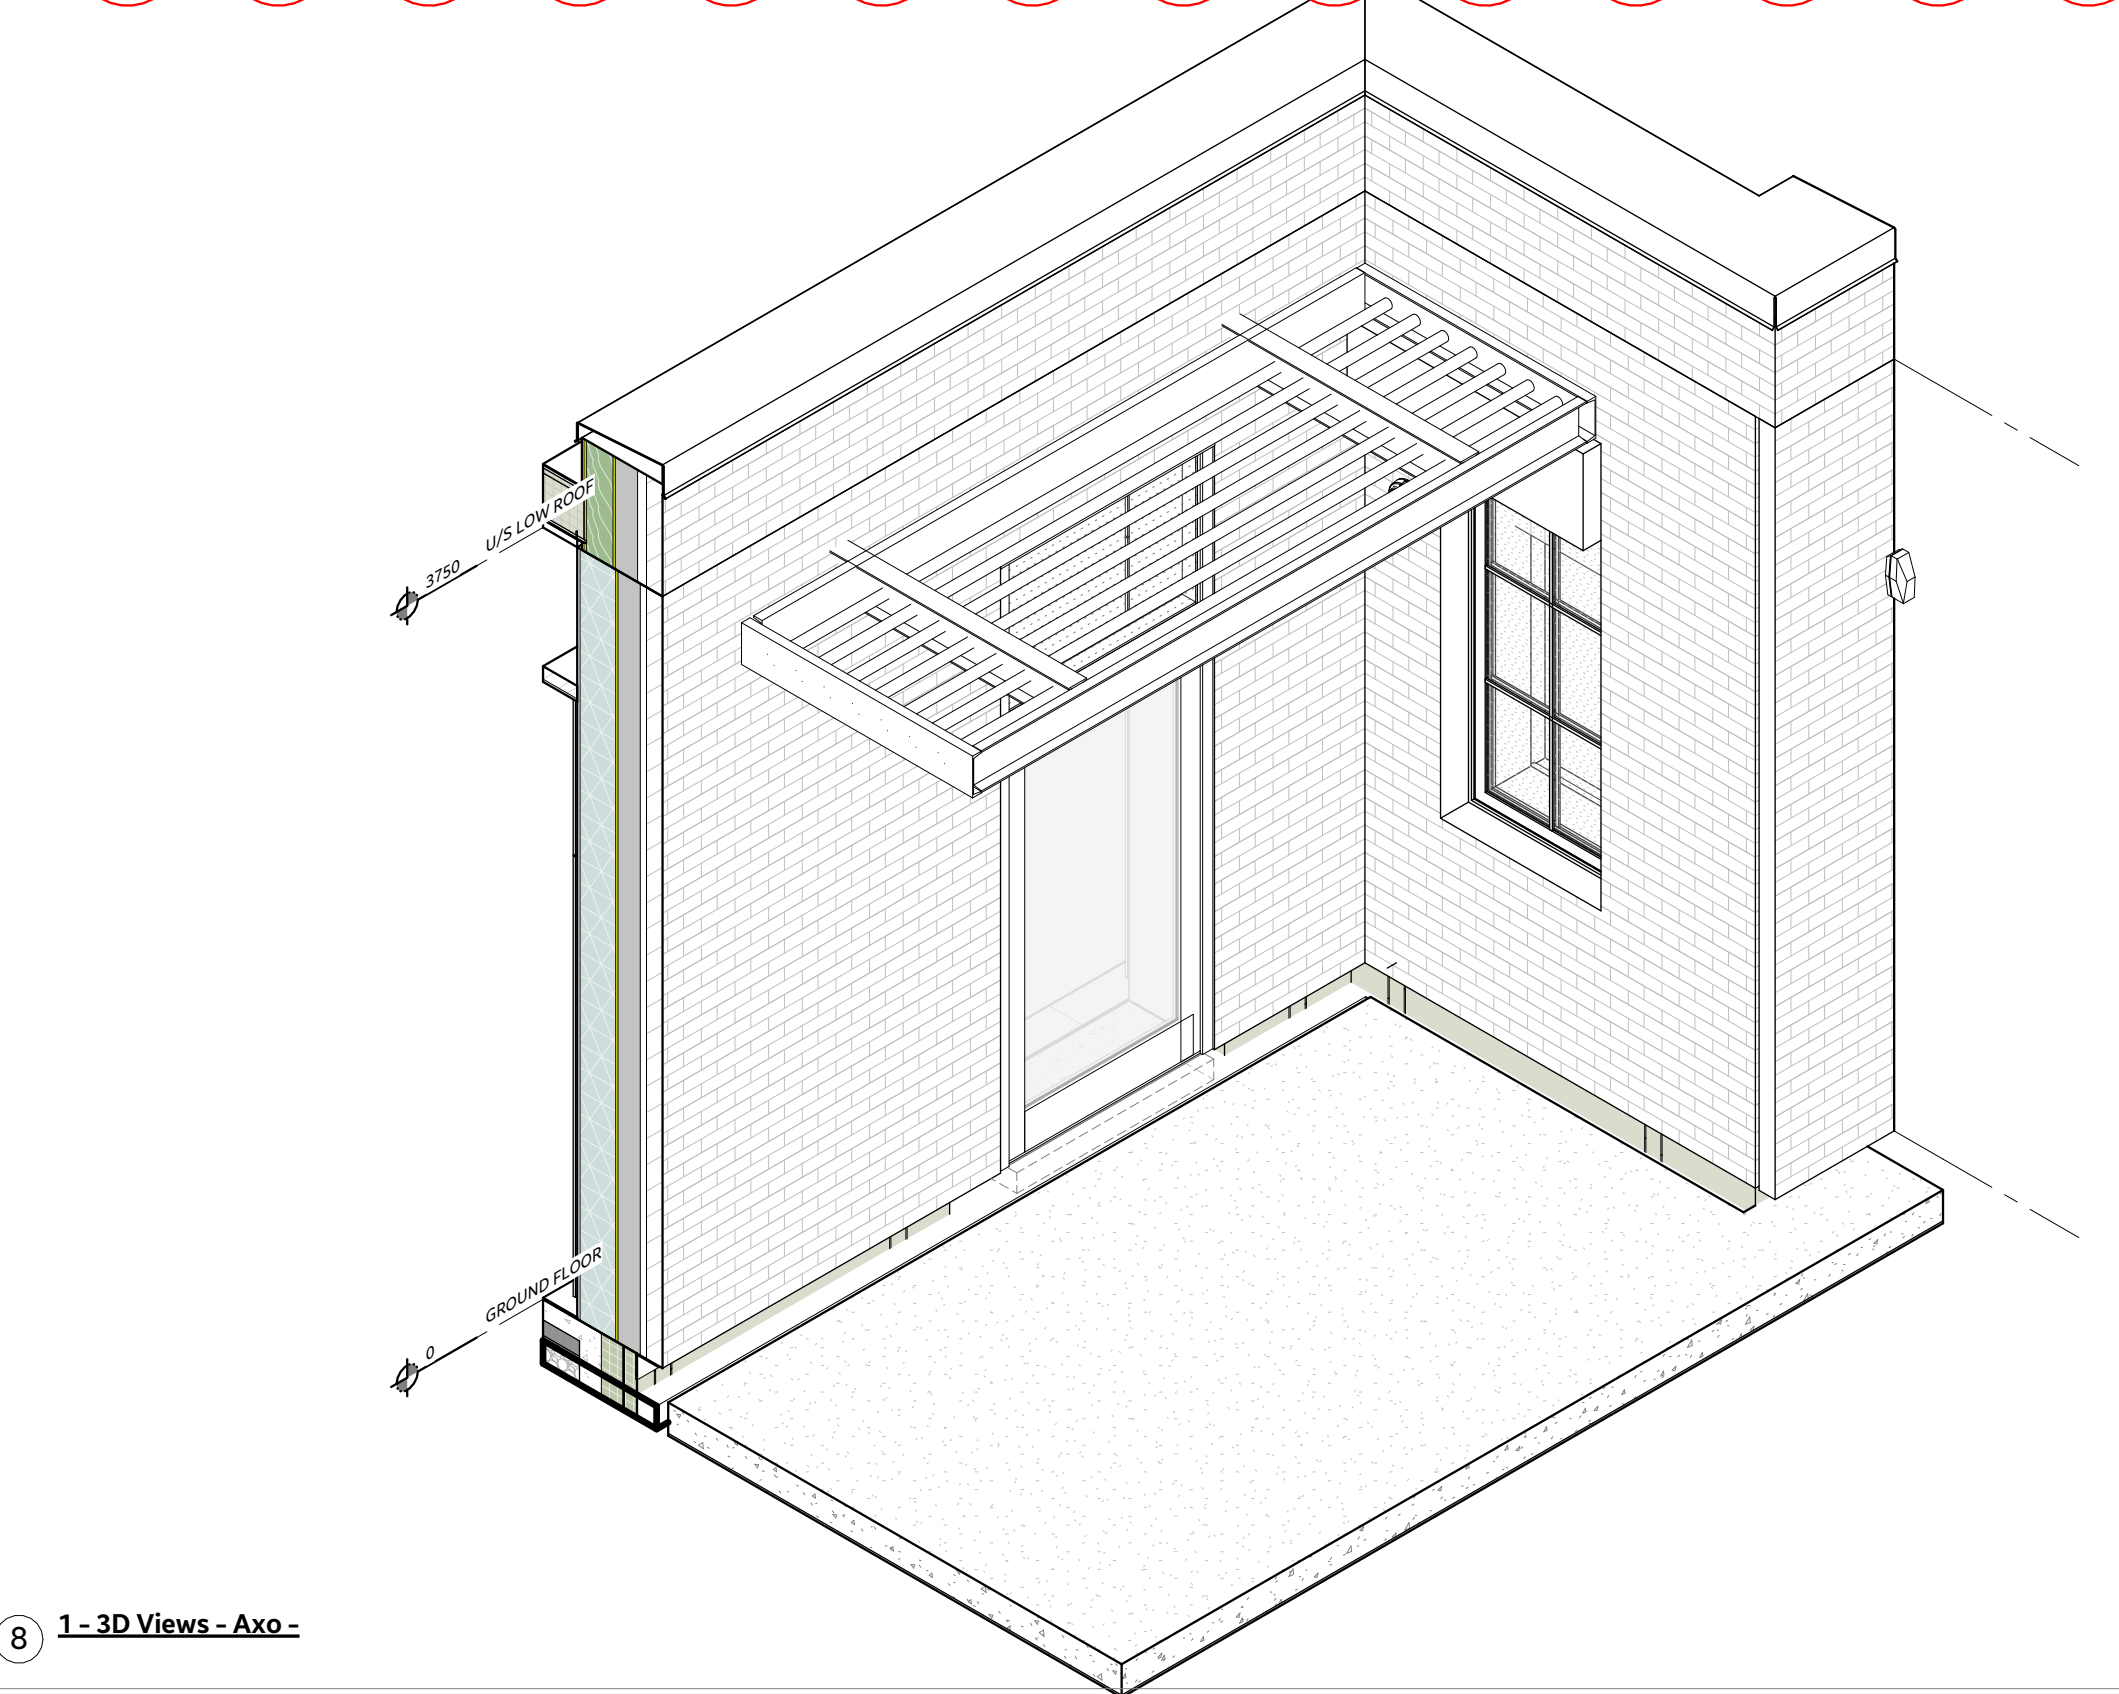 U/S LOW ROOF
3750
GROUND FLOOR
0
8
1 - 3D Views - Axo -